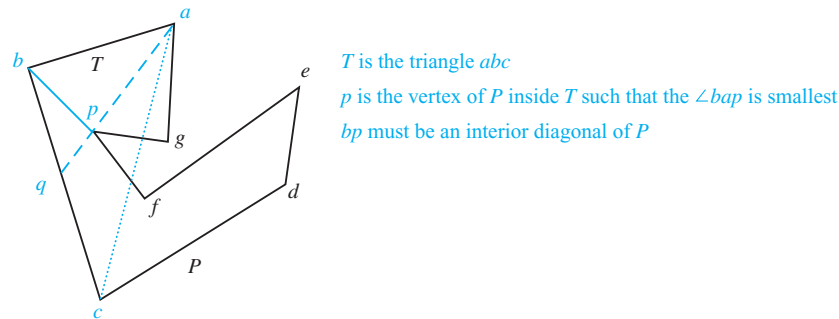 a
b
T
e
T is the triangle abc
p
p is the vertex of P inside T such that the ∠bap is smallest
g
bp must be an interior diagonal of P
q
d
f
P
c